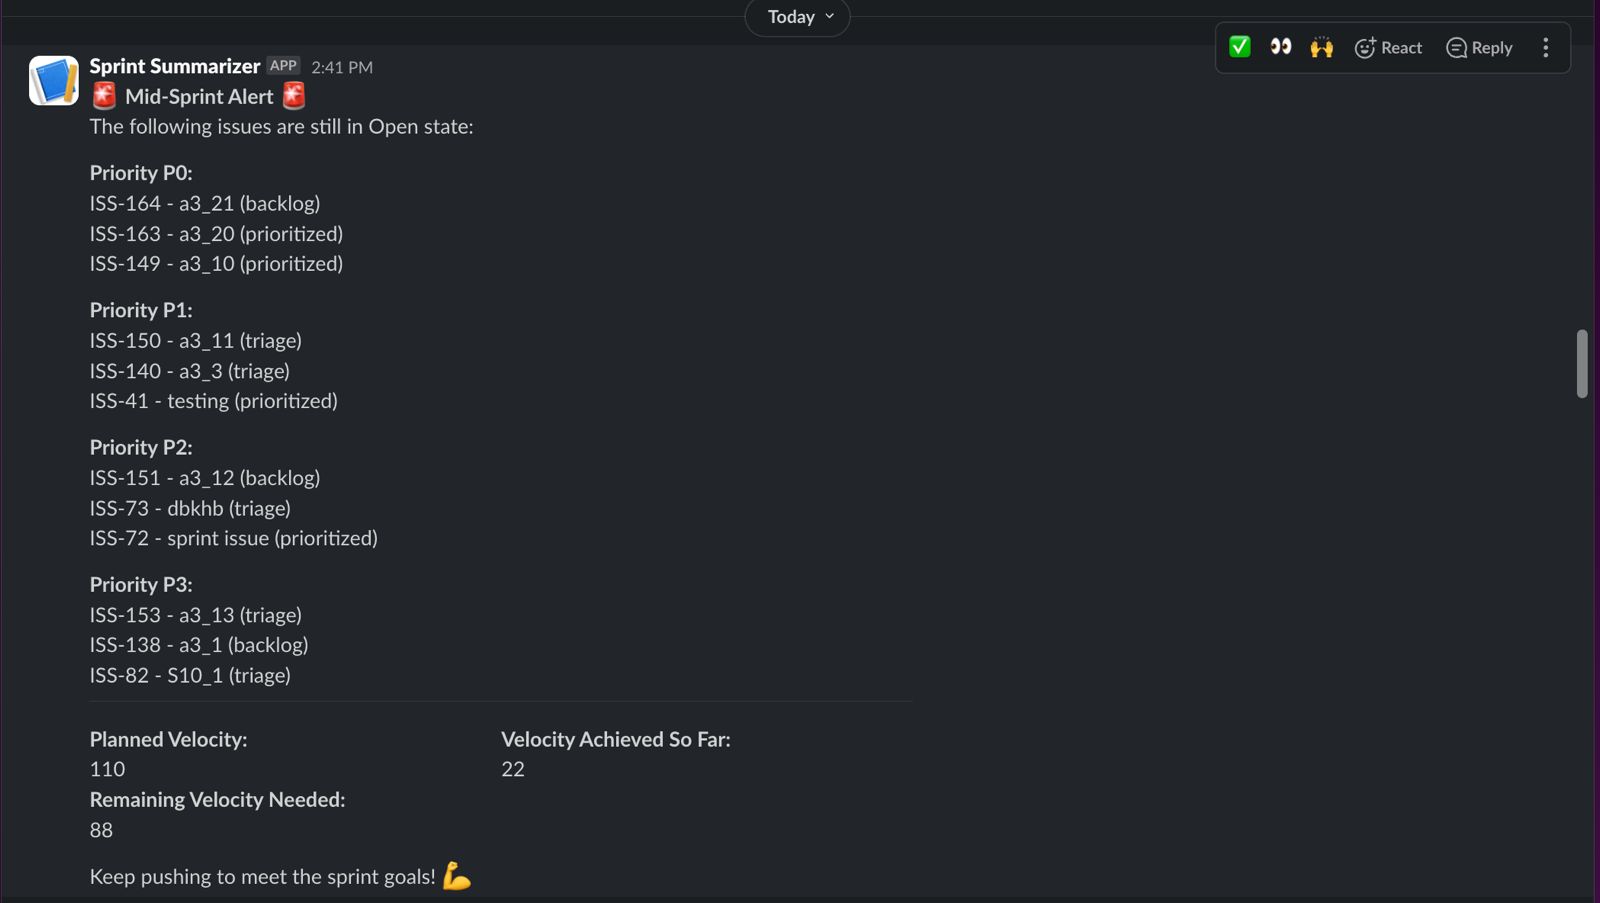 Today
React
Reply
Sprint Summarizer APP 2:41 PM
🚨 Mid-Sprint Alert 🚨
The following issues are still in Open state:
Priority P0:
ISS-164 - a3_21 (backlog)
ISS-163 - a3_20 (prioritized)
ISS-149 - a3_10 (prioritized)
Priority P1:
ISS-150 - a3_11 (triage)
ISS-140 - a3_3 (triage)
ISS-41 - testing (prioritized)
Priority P2:
ISS-151 - a3_12 (backlog)
ISS-73 - dbkhb (triage)
ISS-72 - sprint issue (prioritized)
Priority P3:
ISS-153 - a3_13 (triage)
ISS-138 - a3_1 (backlog)
ISS-82 - S10_1 (triage)
Planned Velocity:
110
Velocity Achieved So Far:
22
Remaining Velocity Needed:
88
Keep pushing to meet the sprint goals! 💪